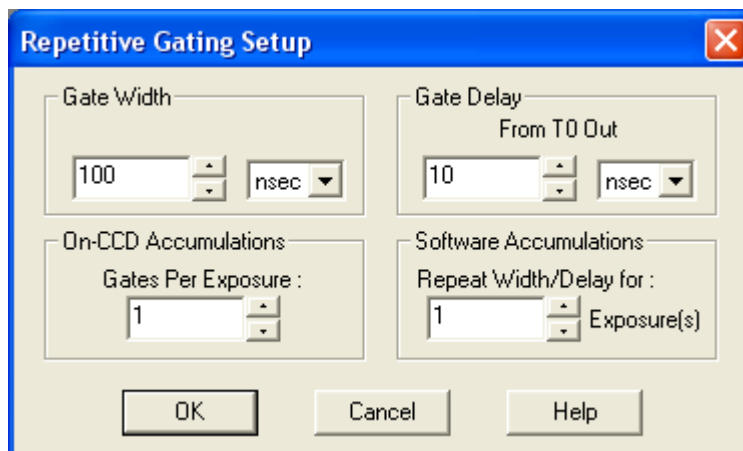 Repetitive Gating Setup
Gate Width
100
nsec
Gate Delay
From T0 Out
10
nsec
On-CCD Accumulations
Gates Per Exposure :
1
Software Accumulations
Repeat Width/Delay for :
1
Exposure(s)
OK
Cancel
Help